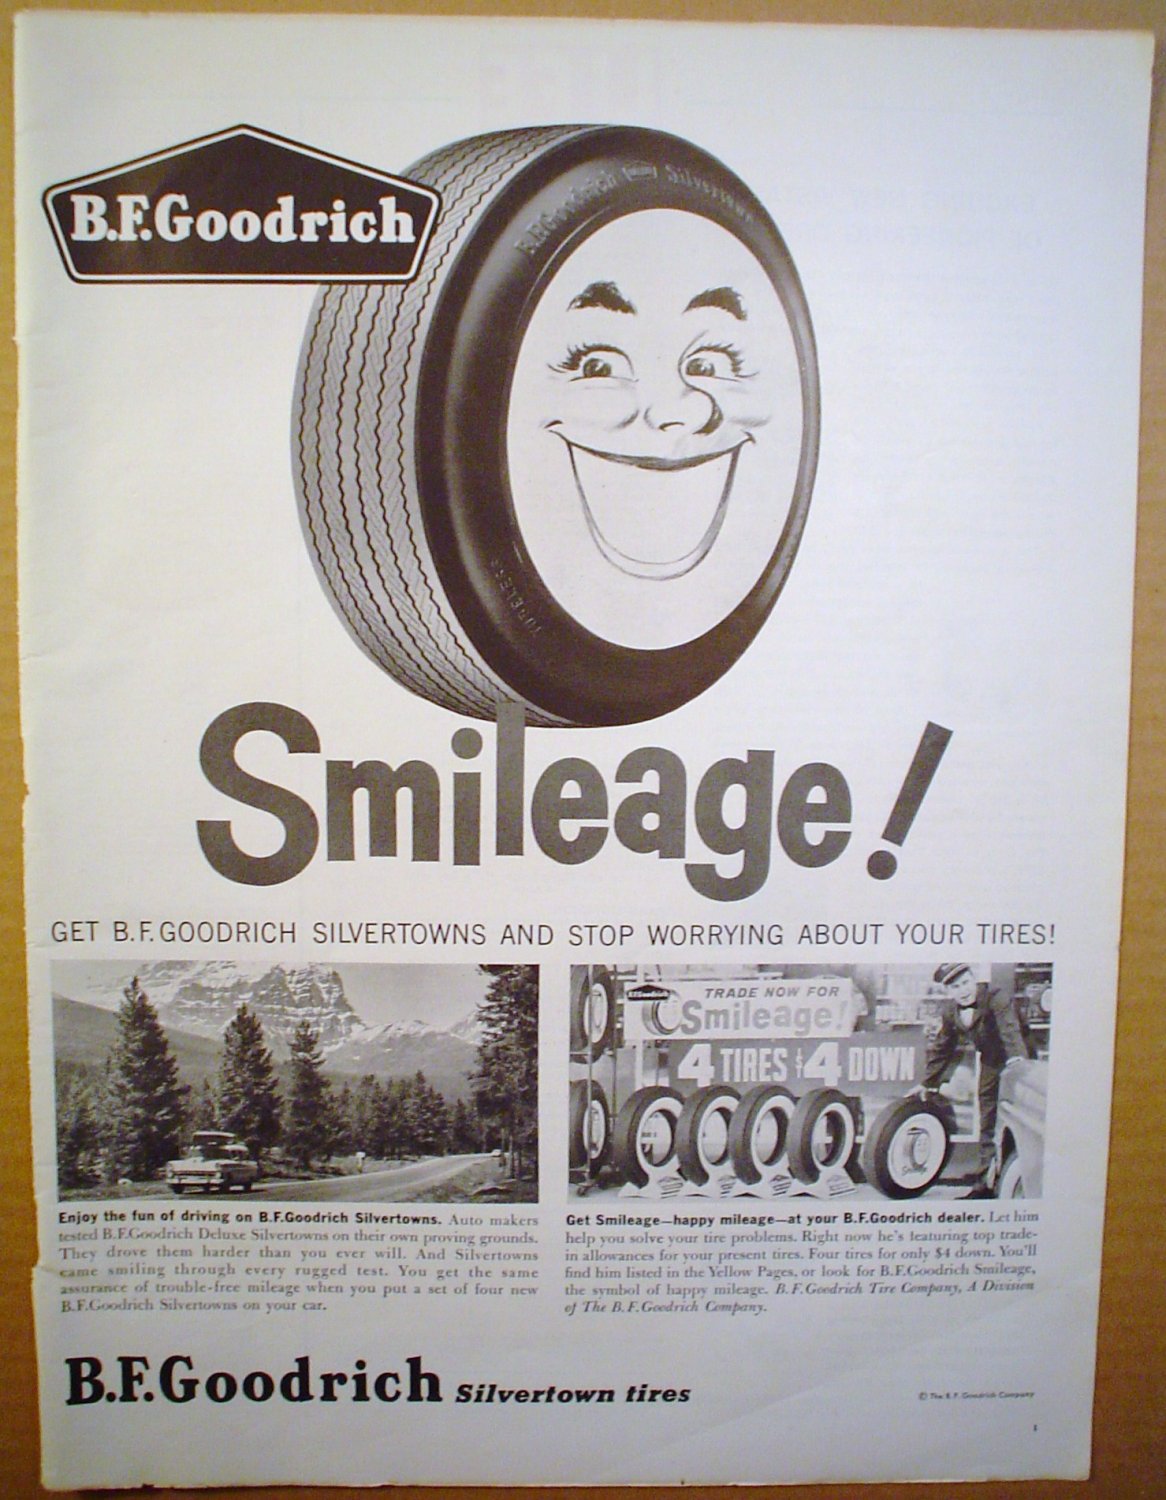 B.F.Goodrich
B.F.Goodrich Silvertown
TUBELESS
Smileage!
GET B.F.GOODRICH SILVERTOWNS AND STOP WORRYING ABOUT YOUR TIRES!
B.F.Goodrich
TRADE NOW FOR
Smileage!
4 TIRES $4 DOWN
Smileage
Enjoy the fun of driving on B.F.Goodrich Silvertowns. Auto makers
tested B.F.Goodrich Deluxe Silvertowns on their own proving grounds.
They drove them harder than you ever will. And Silvertowns
came smiling through every rugged test. You get the same
assurance of trouble-free mileage when you put a set of four new
B.F.Goodrich Silvertowns on your car.
Get Smileage—happy mileage—at your B.F.Goodrich dealer. Let him
help you solve your tire problems. Right now he's featuring top trade-
in allowances for your present tires. Four tires for only $4 down. You'll
find him listed in the Yellow Pages, or look for B.F.Goodrich Smileage,
the symbol of happy mileage. B.F.Goodrich Tire Company, A Division
of The B.F.Goodrich Company.
B.F.Goodrich Silvertown tires
© The B.F. Goodrich Company